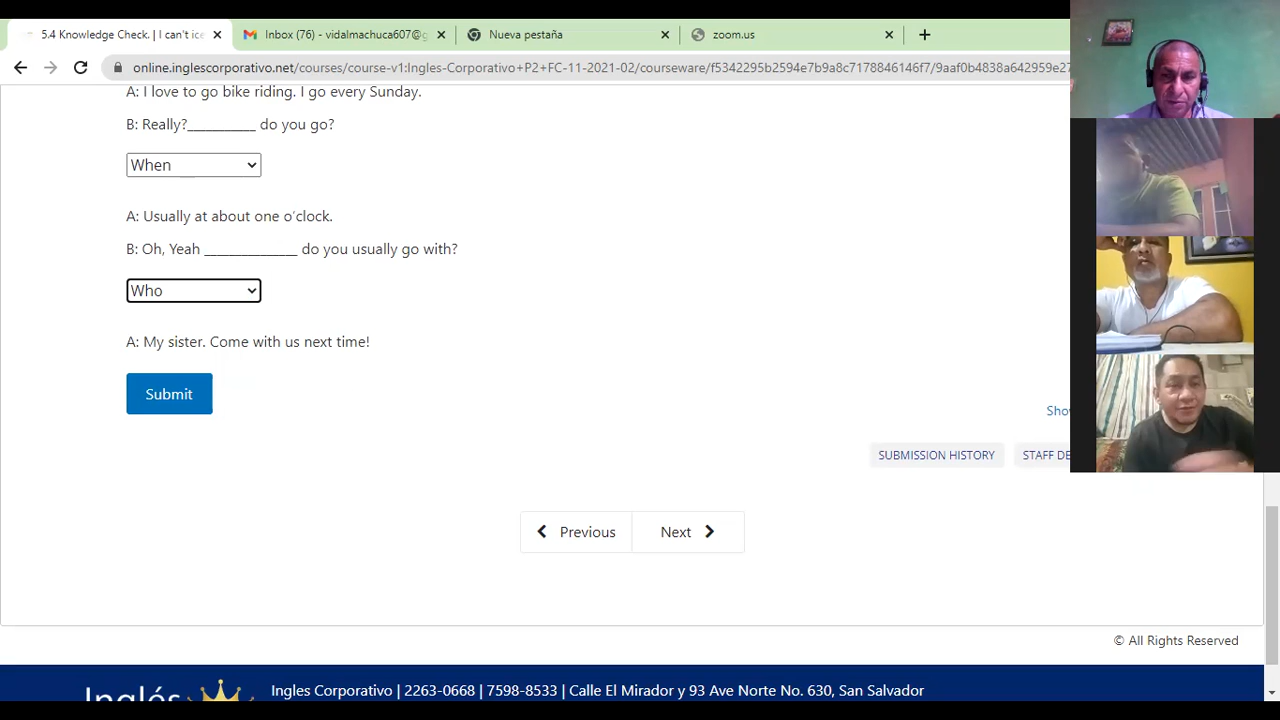 5.4 Knowledge Check. | I can't ice
Inbox (76) - vidalmachuca607@g
Nueva pestaña
zoom.us
online.inglescorporativo.net/courses/course-v1:Ingles-Corporativo+P2+FC-11-2021-02/courseware/f5342295b2594e7b9a8c7178846146f7/9aaf0b4838a642959e27
A: I love to go bike riding. I go every Sunday.
B: Really?___________ do you go?
When
A: Usually at about one o'clock.
B: Oh, Yeah _______________ do you usually go with?
Who
A: My sister. Come with us next time!
Submit
Sho
SUBMISSION HISTORY
STAFF DE
Previous
Next
© All Rights Reserved
Inglés
Ingles Corporativo | 2263-0668 | 7598-8533 | Calle El Mirador y 93 Ave Norte No. 630, San Salvador